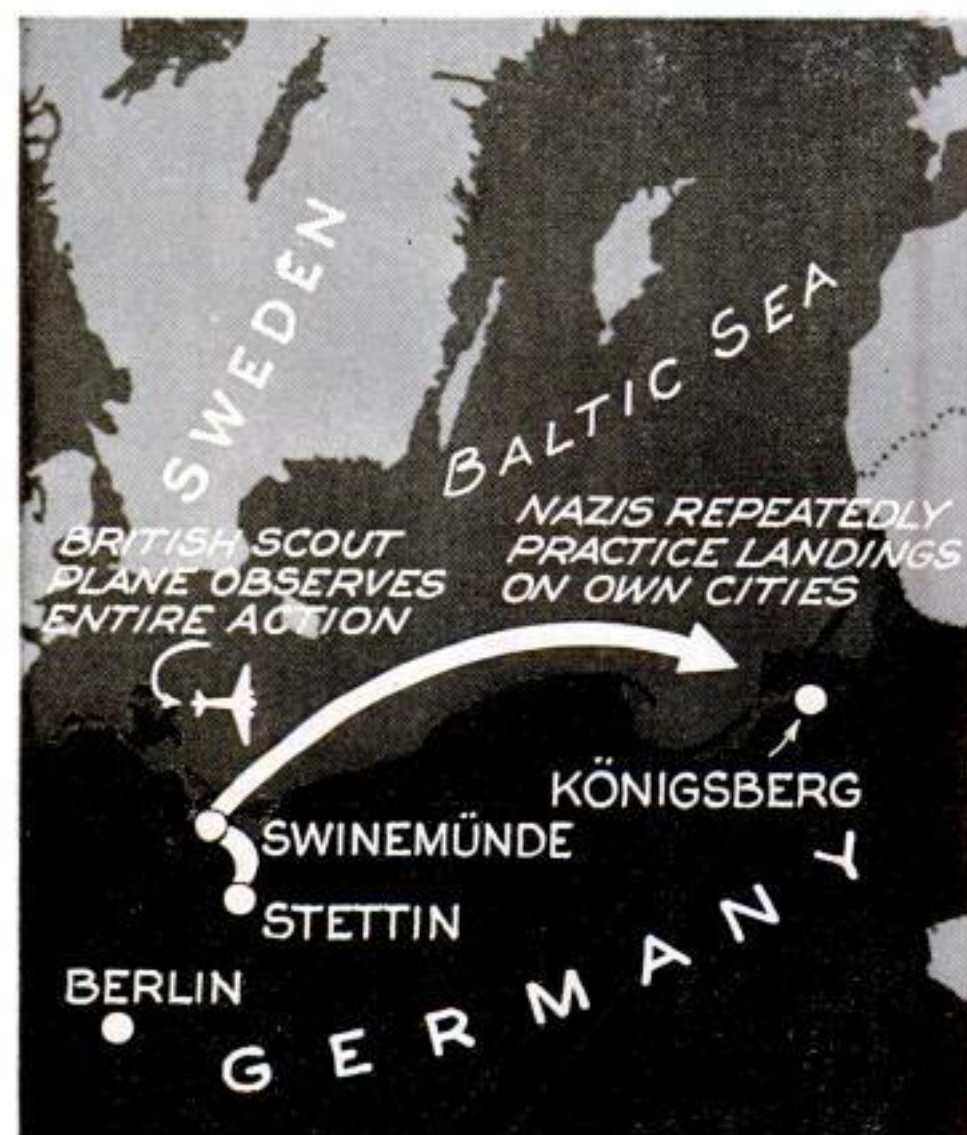 SWEDEN
BALTIC SEA
BRITISH SCOUT
PLANE OBSERVES
ENTIRE ACTION
NAZIS REPEATEDLY
PRACTICE LANDINGS
ON OWN CITIES
KÖNIGSBERG
SWINEMÜNDE
STETTIN
BERLIN
GERMANY